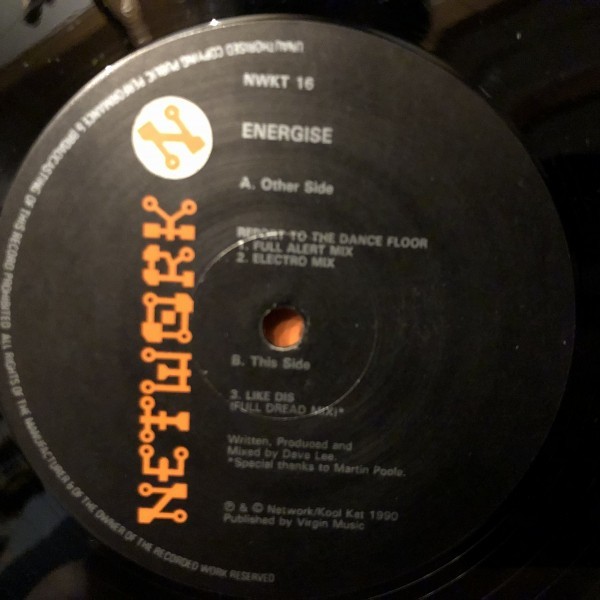 UNAUTHORISED COPYING PUBLIC PERFORMANCE & BROADCASTING OF THIS RECORD PROHIBITED ALL RIGHTS OF THE MANUFACTURER & OF THE OWNER OF THE RECORDED WORK RESERVED
NWKT 16
ENERGISE
A. Other Side
REPORT TO THE DANCE FLOOR
1. FULL ALERT MIX
2. ELECTRO MIX
NETWORK
B. This Side
3. LIKE DIS
(FULL DREAD MIX)*
Written, Produced and
Mixed by Dave Lee.
*Special thanks to Martin Poole.
℗ & © Network/Kool Kat 1990
Published by Virgin Music